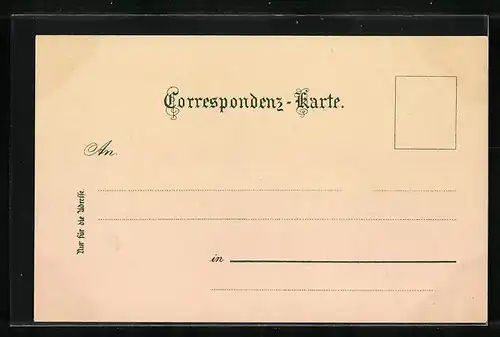 Correspondenz-Karte.
An
in
Nur für die Adresse.